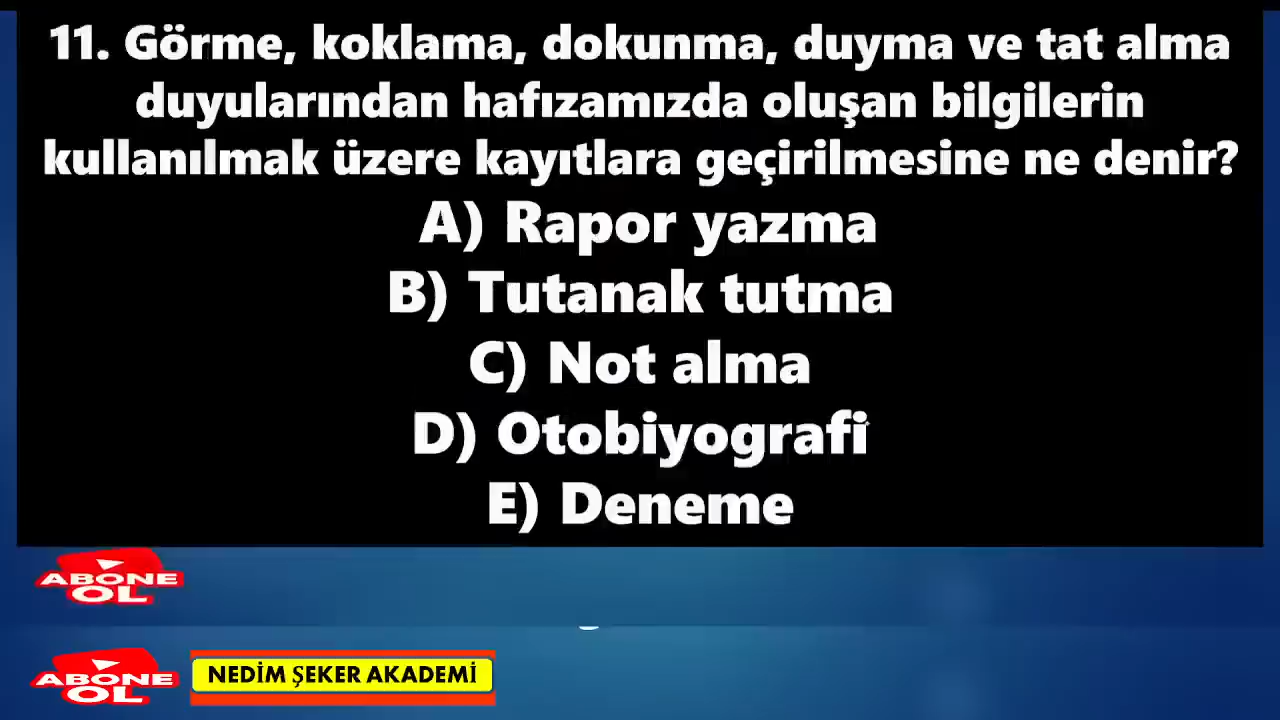 11. Görme, koklama, dokunma, duyma ve tat alma
duyularından hafızamızda oluşan bilgilerin
kullanılmak üzere kayıtlara geçirilmesine ne denir?
A) Rapor yazma
B) Tutanak tutma
C) Not alma
D) Otobiyografi
E) Deneme
ABONE
OL
ABONE
OL
NEDİM ŞEKER AKADEMİ